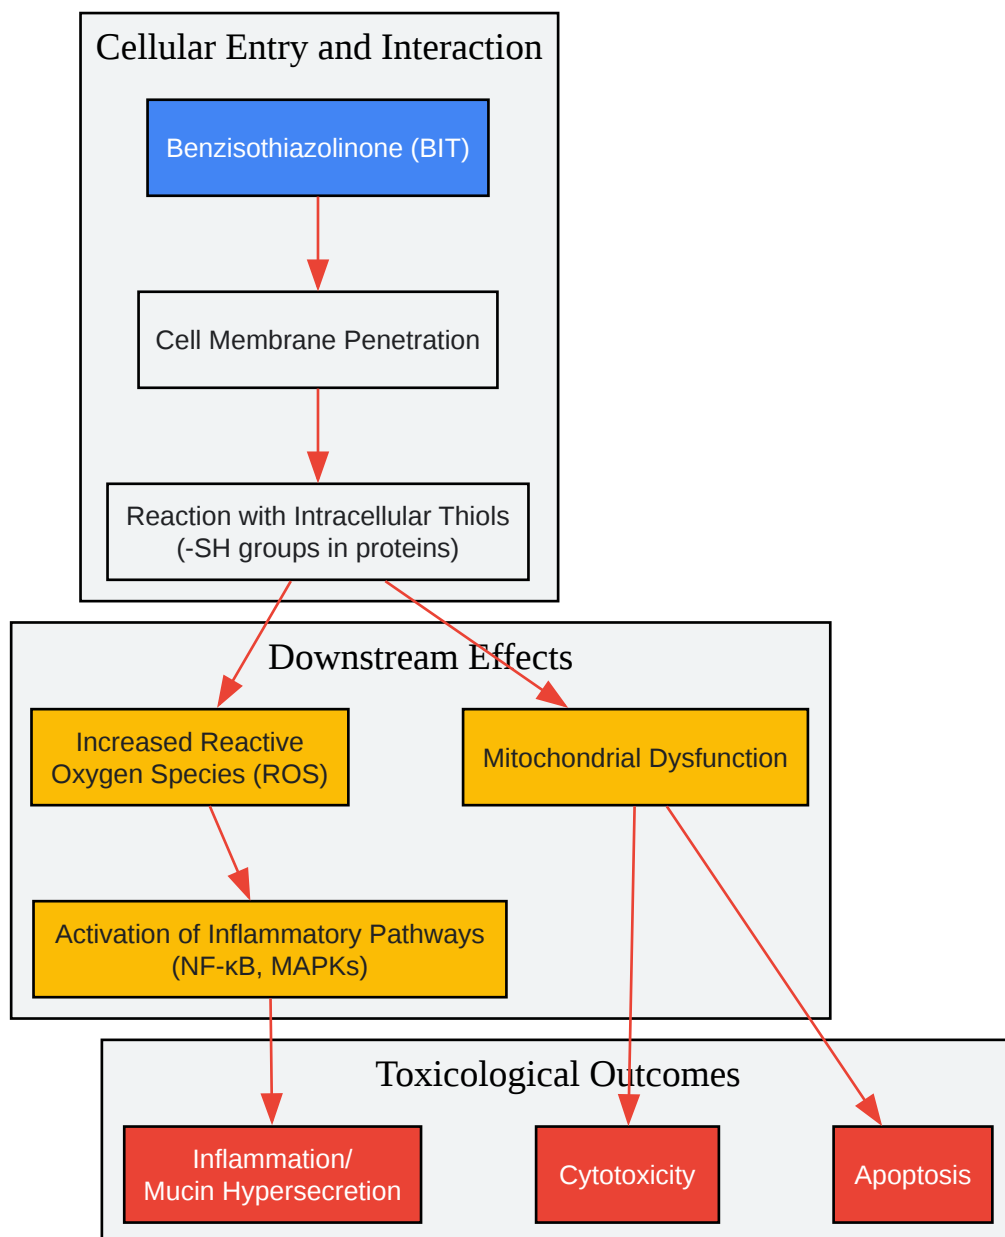 Cellular Entry and Interaction
Benzisothiazolinone (BIT)
Cell Membrane Penetration
Reaction with Intracellular Thiols
(-SH groups in proteins)
Downstream Effects
Increased Reactive
Oxygen Species (ROS)
Mitochondrial Dysfunction
Activation of Inflammatory Pathways
(NF-κB, MAPKs)
Toxicological Outcomes
Inflammation/
Mucin Hypersecretion
Cytotoxicity
Apoptosis